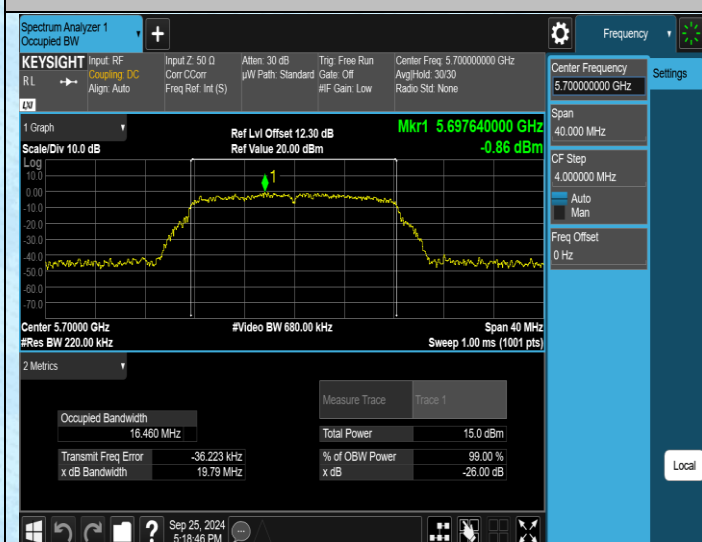 Spectrum Analyzer 1
Occupied BW
Frequency
KEYSIGHT
RL
LXI
Input: RF
Coupling: DC
Align: Auto
Input Z: 50 Ω
Corr CCorr
Freq Ref: Int (S)
Atten: 30 dB
µW Path: Standard
Trig: Free Run
Gate: Off
#IF Gain: Low
Center Freq: 5.700000000 GHz
Avg|Hold: 30/30
Radio Std: None
Center Frequency
5.700000000 GHz
Settings
Span
40.000 MHz
CF Step
4.000000 MHz
Auto
Man
Freq Offset
0 Hz
Local
1 Graph
Scale/Div 10.0 dB
Ref Lvl Offset 12.30 dB
Ref Value 20.00 dBm
Mkr1 5.697640000 GHz
-0.86 dBm
Log
10.0
0.00
-10.0
-20.0
-30.0
-40.0
-50.0
-60.0
-70.0
1
Center 5.70000 GHz
#Video BW 680.00 kHz
Span 40 MHz
#Res BW 220.00 kHz
Sweep 1.00 ms (1001 pts)
2 Metrics
Measure Trace
Trace 1
Occupied Bandwidth
16.460 MHz
Total Power
15.0 dBm
Transmit Freq Error
-36.223 kHz
% of OBW Power
99.00 %
x dB Bandwidth
19.79 MHz
x dB
-26.00 dB
?
Sep 25, 2024
5:18:46 PM